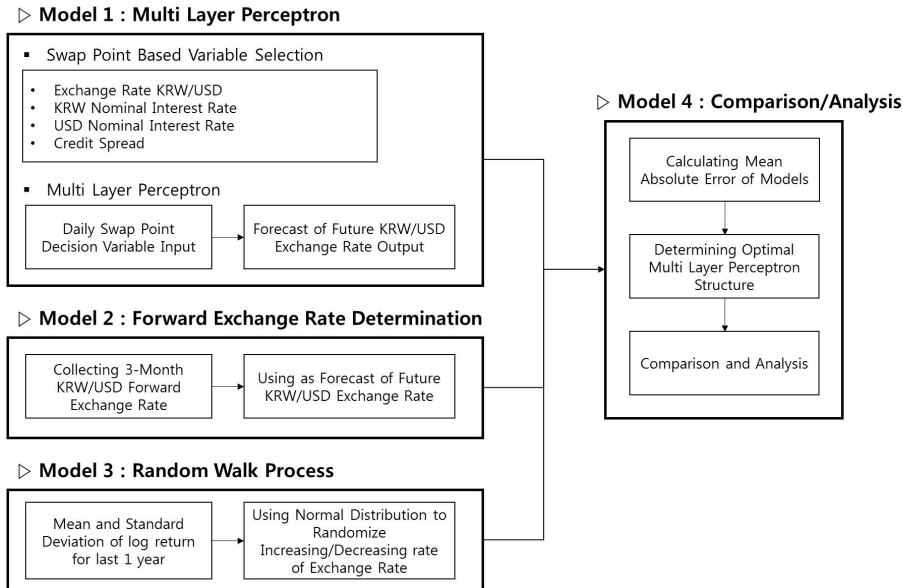 ▷ Model 1 : Multi Layer Perceptron
▪ Swap Point Based Variable Selection
• Exchange Rate KRW/USD
• KRW Nominal Interest Rate
• USD Nominal Interest Rate
• Credit Spread
▪ Multi Layer Perceptron
Daily Swap Point
Decision Variable Input
Forecast of Future KRW/USD
Exchange Rate Output
▷ Model 2 : Forward Exchange Rate Determination
Collecting 3-Month
KRW/USD Forward
Exchange Rate
Using as Forecast of Future
KRW/USD Exchange Rate
▷ Model 3 : Random Walk Process
Mean and Standard
Deviation of log return
for last 1 year
Using Normal Distribution to
Randomize
Increasing/Decreasing rate
of Exchange Rate
▷ Model 4 : Comparison/Analysis
Calculating Mean
Absolute Error of Models
Determining Optimal
Multi Layer Perceptron
Structure
Comparison and Analysis